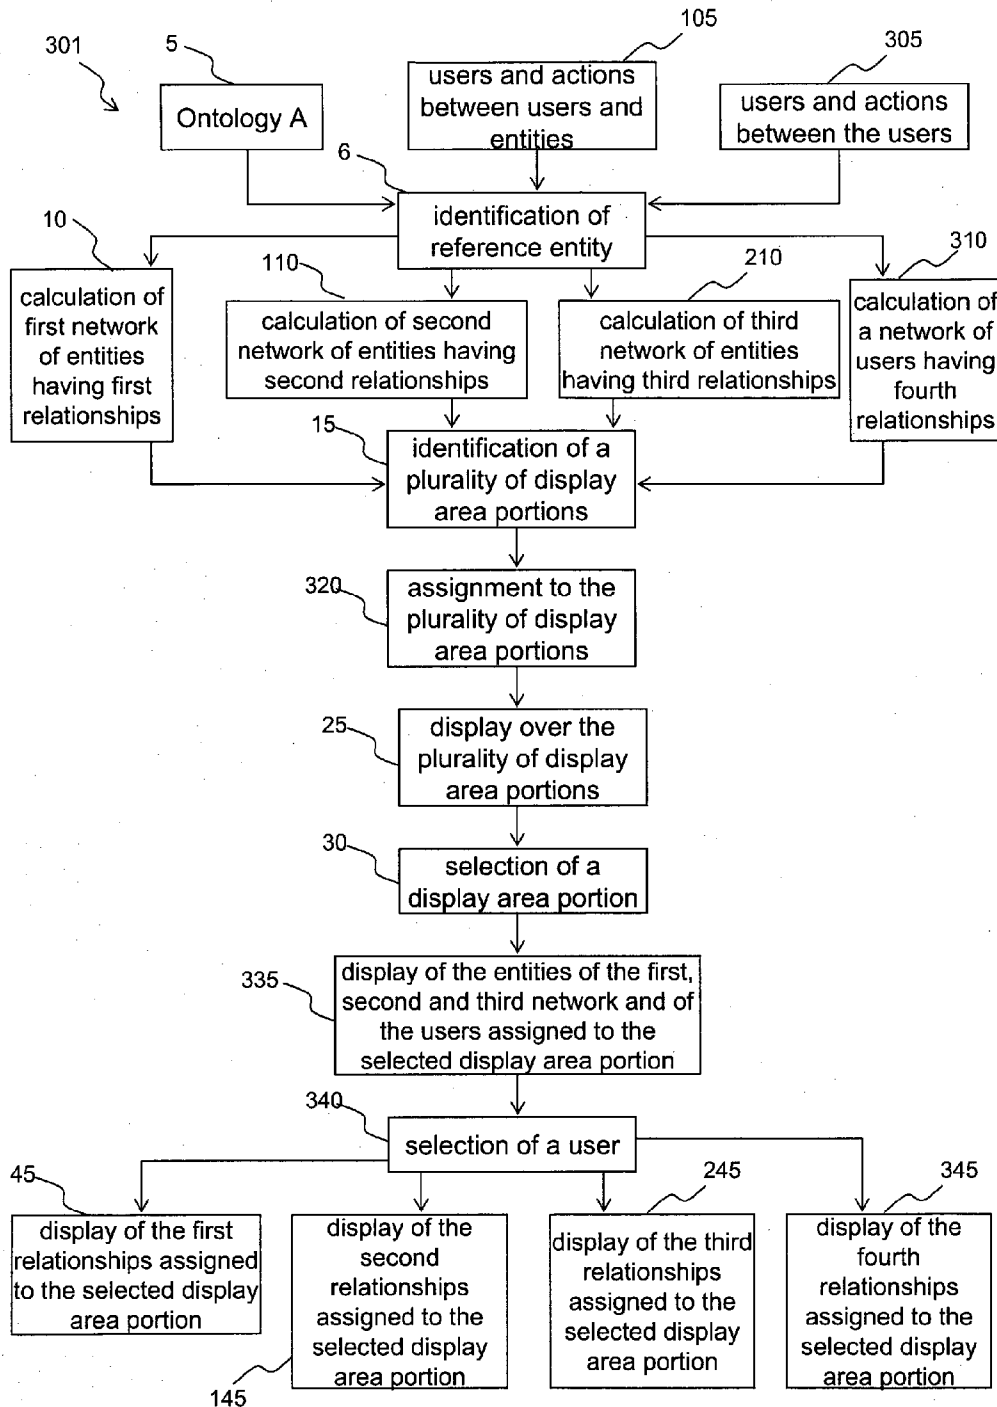 301
5
Ontology A
105
users and actions
between users and
entities
305
users and actions
between the users
6
identification of
reference entity
10
calculation of
first network
of entities
having first
relationships
110
calculation of second
network of entities having
second relationships
210
calculation of third
network of entities
having third relationships
310
calculation of
a network of
users having
fourth
relationships
15
identification of a
plurality of display
area portions
320
assignment to the
plurality of display
area portions
25
display over the
plurality of display
area portions
30
selection of a
display area portion
335
display of the entities of the first,
second and third network and of
the users assigned to the
selected display area portion
340
selection of a user
45
display of the first
relationships assigned
to the selected display
area portion
145
display of the
second
relationships
assigned to the
selected display
area portion
245
display of the third
relationships
assigned to the
selected display
area portion
345
display of the
fourth
relationships
assigned to the
selected display
area portion